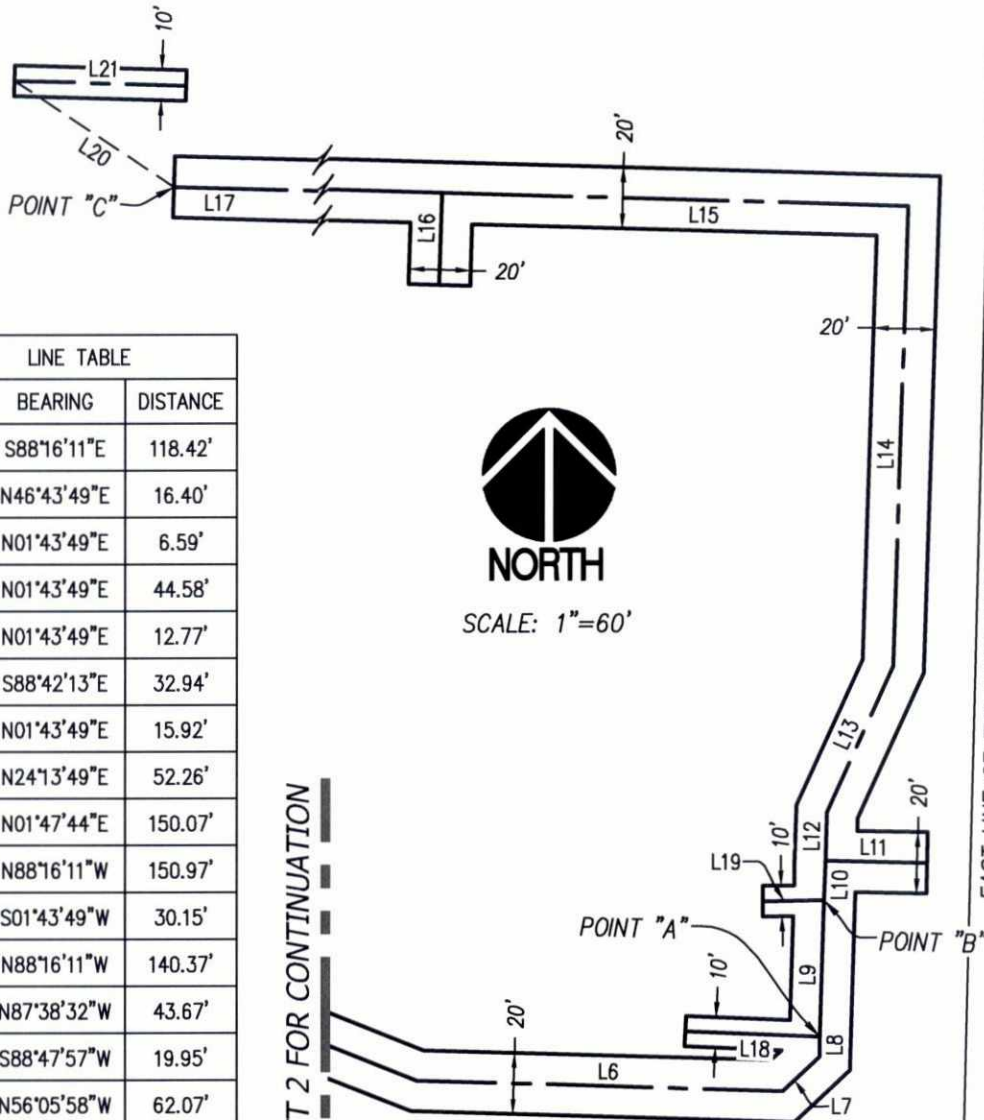 10'
L21
L20
POINT "C"
L17
20'
L16
L15
20'
20'
LINE TABLE
BEARING DISTANCE
S88°16'11"E 118.42'
N46°43'49"E 16.40'
N01°43'49"E 6.59'
N01°43'49"E 44.58'
N01°43'49"E 12.77'
S88°42'13"E 32.94'
N01°43'49"E 15.92'
N24°13'49"E 52.26'
N01°47'44"E 150.07'
N88°16'11"W 150.97'
S01°43'49"W 30.15'
N88°16'11"W 140.37'
N87°38'32"W 43.67'
S88°47'57"W 19.95'
N56°05'58"W 62.07'
NORTH
SCALE: 1"=60'
L14
L13
L12
L19
10'
L11
20'
L10
POINT "A"
POINT "B"
L9
10'
L18
L8
20'
L6
L7
2 FOR CONTINUATION